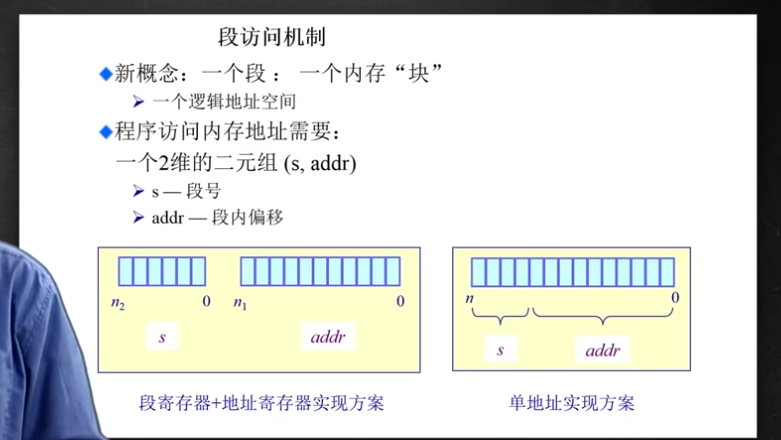 段访问机制
新概念：一个段： 一个内存“块”
一个逻辑地址空间
程序访问内存地址需要：
一个2维的二元组 (s, addr)
s — 段号
addr — 段内偏移
n2 0 n1 0
s addr
n 0
s addr
段寄存器+地址寄存器实现方案
单地址实现方案